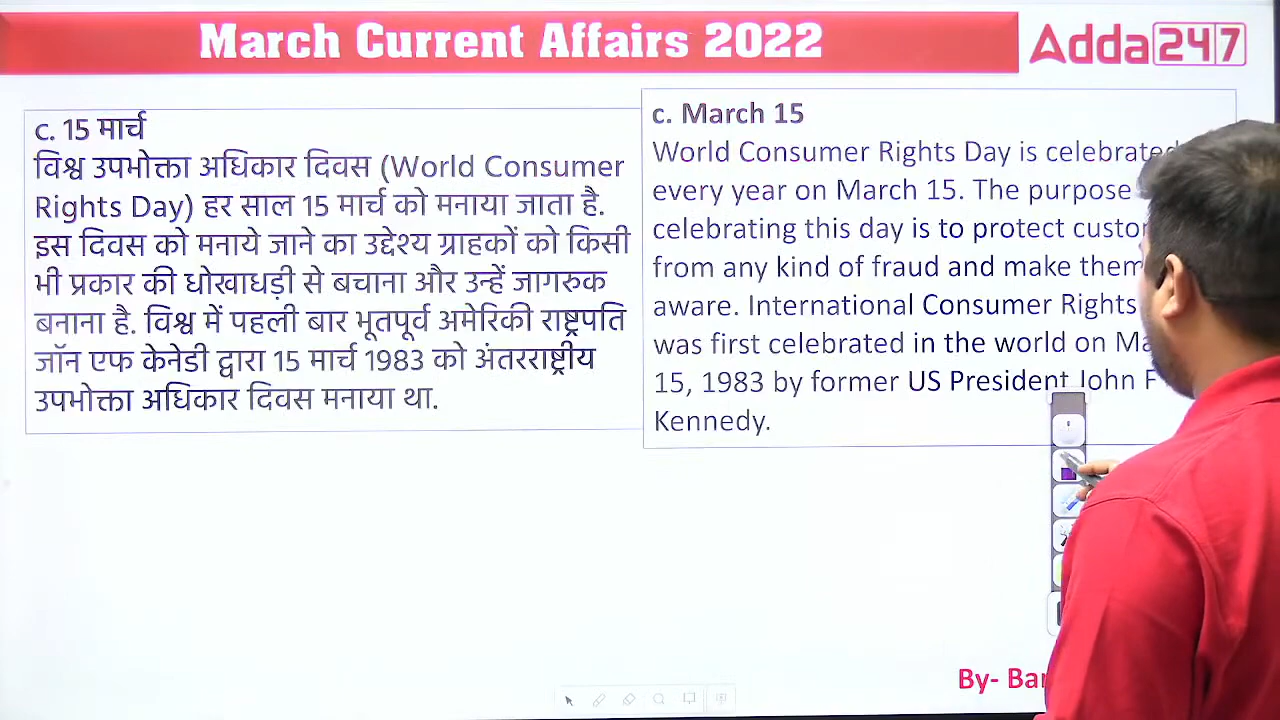 March Current Affairs 2022
Adda247
c. 15 मार्च
विश्व उपभोक्ता अधिकार दिवस (World Consumer
Rights Day) हर साल 15 मार्च को मनाया जाता है.
इस दिवस को मनाये जाने का उद्देश्य ग्राहकों को किसी
भी प्रकार की धोखाधड़ी से बचाना और उन्हें जागरुक
बनाना है. विश्व में पहली बार भूतपूर्व अमेरिकी राष्ट्रपति
जॉन एफ केनेडी द्वारा 15 मार्च 1983 को अंतरराष्ट्रीय
उपभोक्ता अधिकार दिवस मनाया था.
c. March 15
World Consumer Rights Day is celebrated
every year on March 15. The purpose
celebrating this day is to protect
from any kind of fraud and make them
aware. International Consumer Rights
was first celebrated in the world on
15, 1983 by former US President John F
Kennedy.
By-